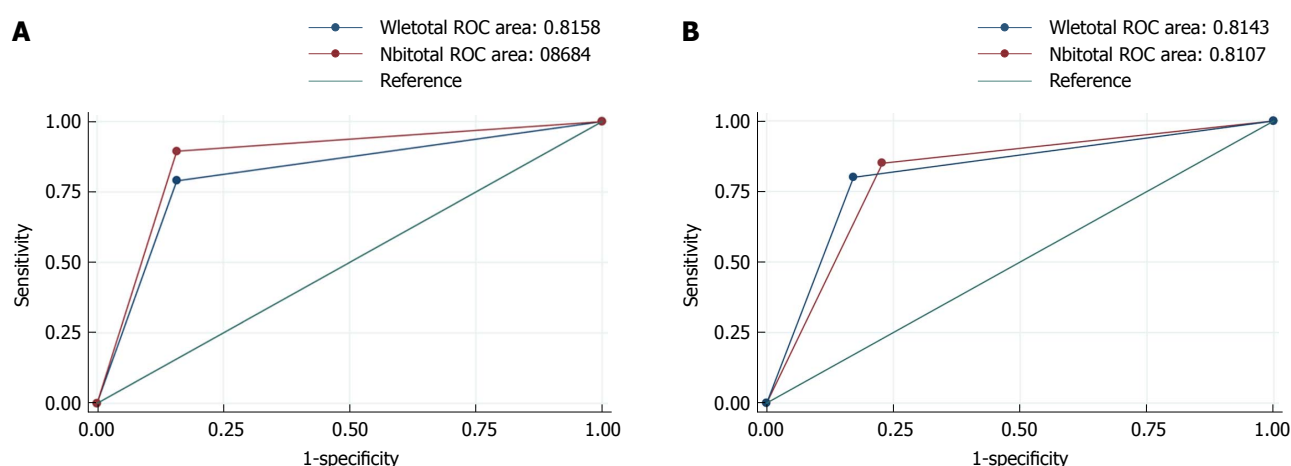 A
Wletotal ROC area: 0.8158
Nbitotal ROC area: 08684
Reference
1.00
0.75
0.50
0.25
0.00
Sensitivity
0.00 0.25 0.50 0.75 1.00
1-specificity
B
Wletotal ROC area: 0.8143
Nbitotal ROC area: 0.8107
Reference
1.00
0.75
0.50
0.25
0.00
Sensitivity
0.00 0.25 0.50 0.75 1.00
1-specificity